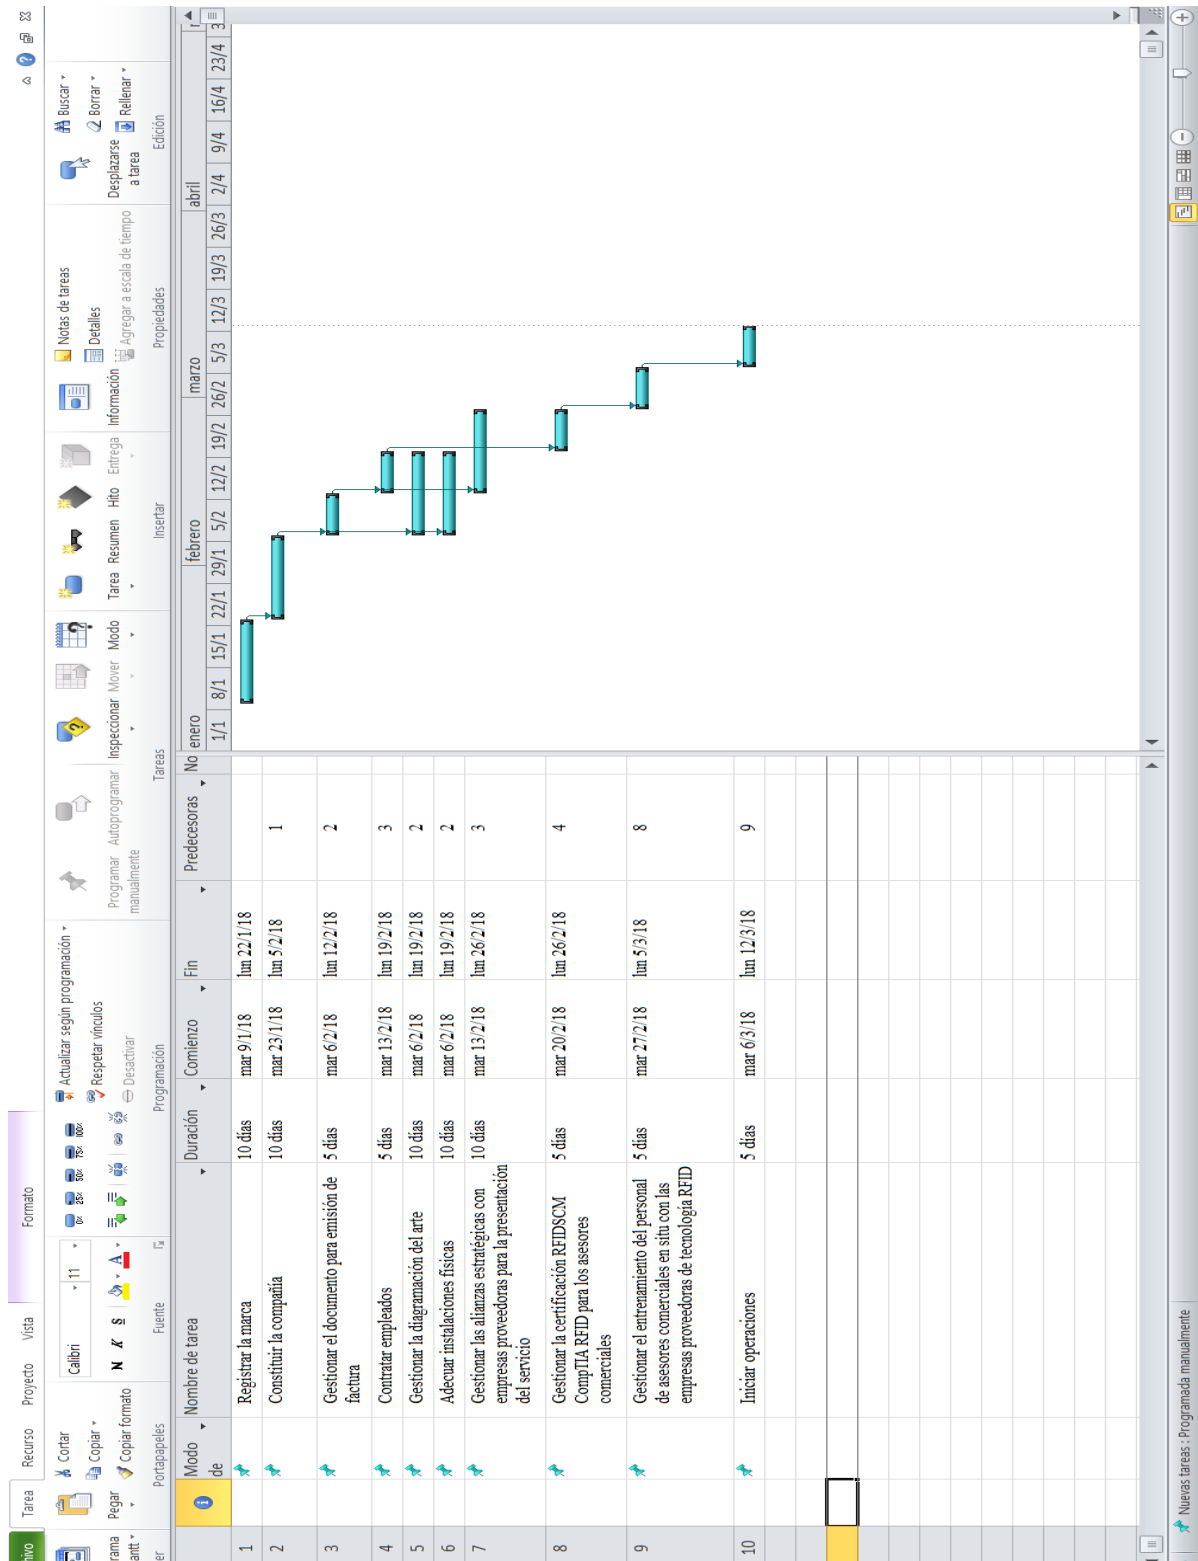 ivo Tarea Recurso Proyecto Vista Formato
Pegar
Cortar
Copiar
Copiar formato
Portapapeles
Calibri 11
N K S A
Fuente
0% 25% 50% 75% 100%
Actualizar según programación
Respetar vínculos
Desactivar
Programación
Programar manualmente
Autoprogramar
Inspeccionar
Mover
Modo
Tareas
Tarea
Resumen
Hito
Entrega
Insertar
Información
Notas de tareas
Detalles
Agregar a escala de tiempo
Propiedades
Desplazarse a tarea
Buscar
Borrar
Rellenar
Edición
Modo de Nombre de tarea Duración Comienzo Fin Predecesoras No
enero febrero marzo abril
1/1 8/1 15/1 22/1 29/1 5/2 12/2 19/2 26/2 5/3 12/3 19/3 26/3 2/4 9/4 16/4 23/4 3
1 Registrar la marca 10 días mar 9/1/18 lun 22/1/18
2 Constituir la compañía 10 días mar 23/1/18 lun 5/2/18 1
3 Gestionar el documento para emisión de 5 días mar 6/2/18 lun 12/2/18 2
factura
4 Contratar empleados 5 días mar 13/2/18 lun 19/2/18 3
5 Gestionar la diagramación del arte 10 días mar 6/2/18 lun 19/2/18 2
6 Adecuar instalaciones físicas 10 días mar 6/2/18 lun 19/2/18 2
7 Gestionar las alianzas estratégicas con 10 días mar 13/2/18 lun 26/2/18 3
empresas proveedoras para la presentación
del servicio
8 Gestionar la certificación RFIDSCM 5 días mar 20/2/18 lun 26/2/18 4
CompTIA RFID para los asesores
comerciales
9 Gestionar el entrenamiento del personal 5 días mar 27/2/18 lun 5/3/18 8
de asesores comerciales en situ con las
empresas proveedoras de tecnología RFID
10 Iniciar operaciones 5 días mar 6/3/18 lun 12/3/18 9
Nuevas tareas : Programada manualmente